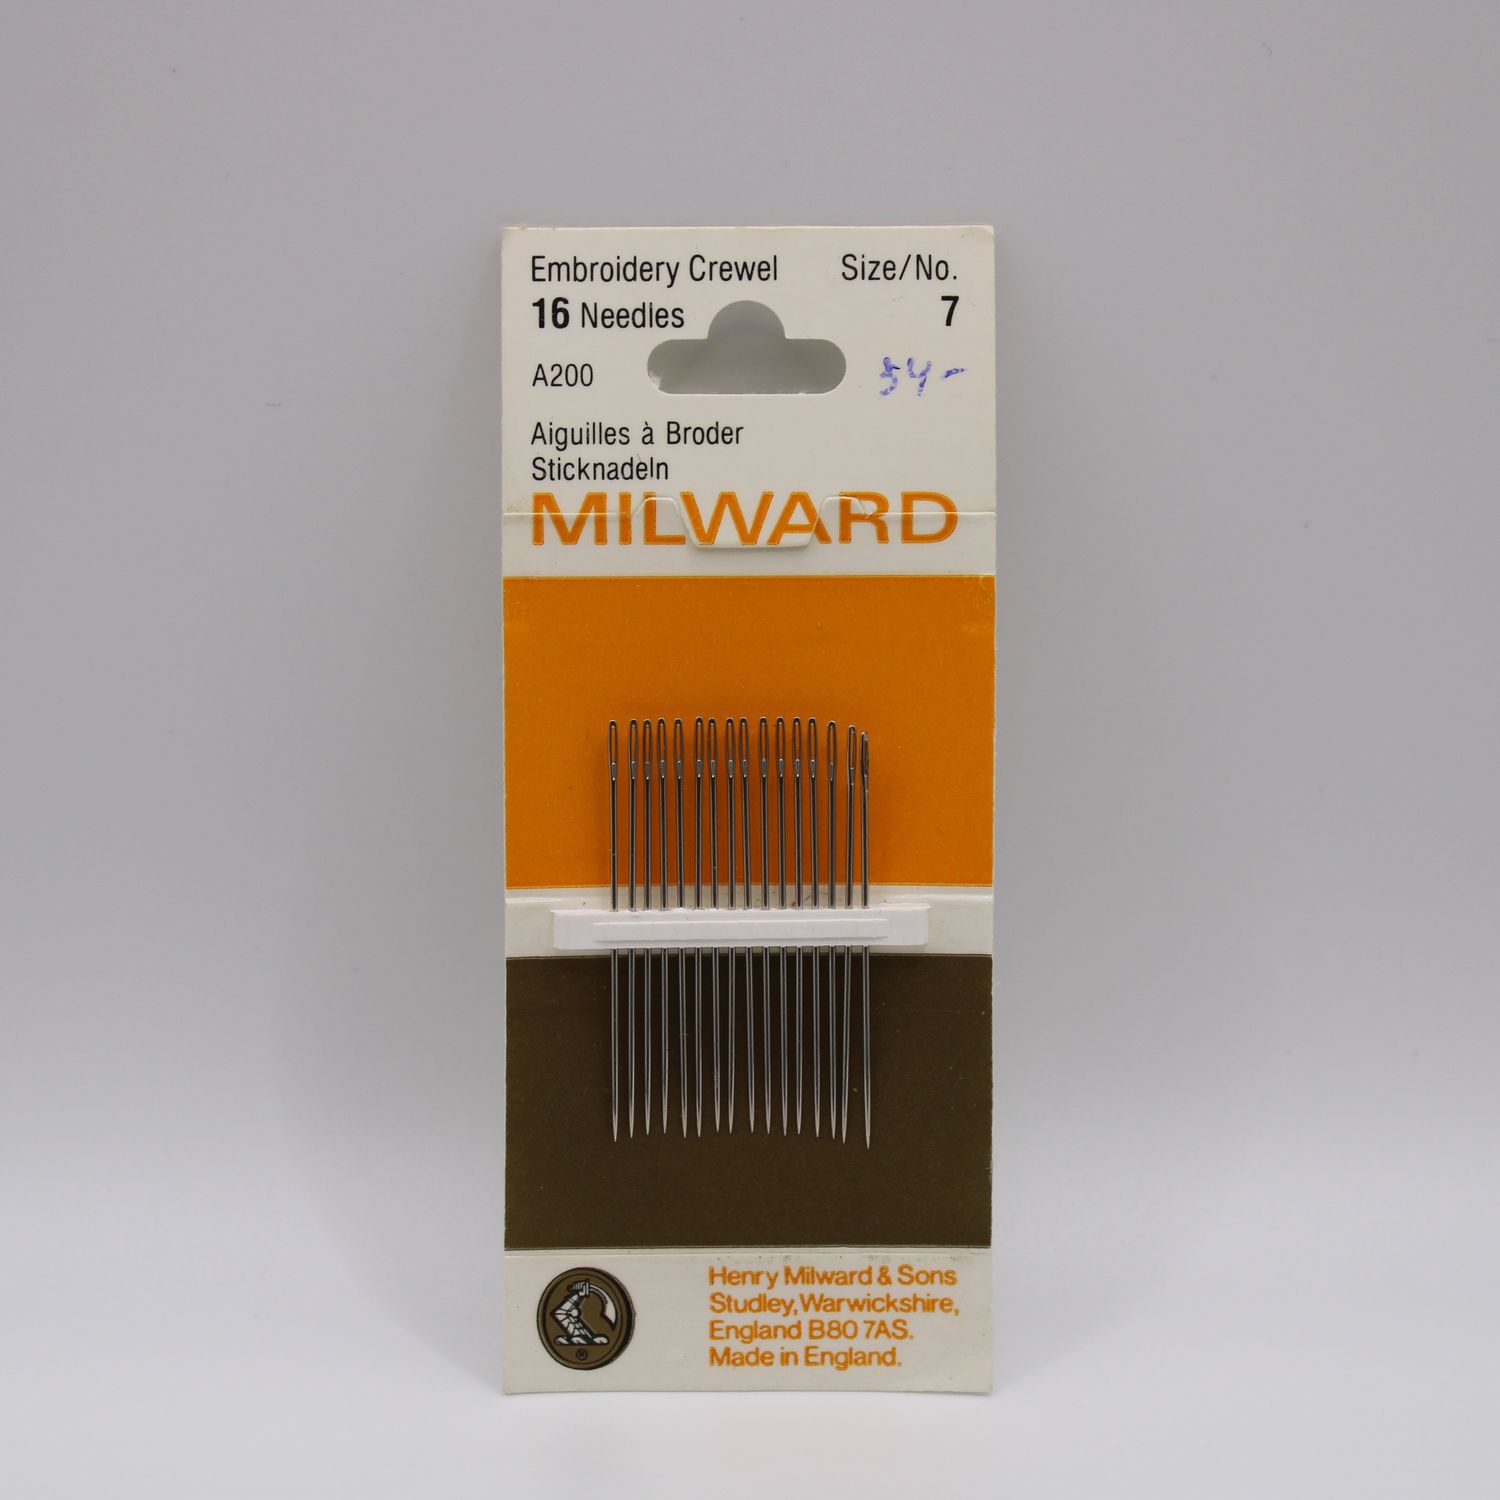 Embroidery Crewel Size/No.
16 Needles 7
A200 54-
Aiguilles à Broder
Sticknadeln
MILWARD
Henry Milward & Sons
Studley, Warwickshire,
England B80 7AS.
Made in England.
®